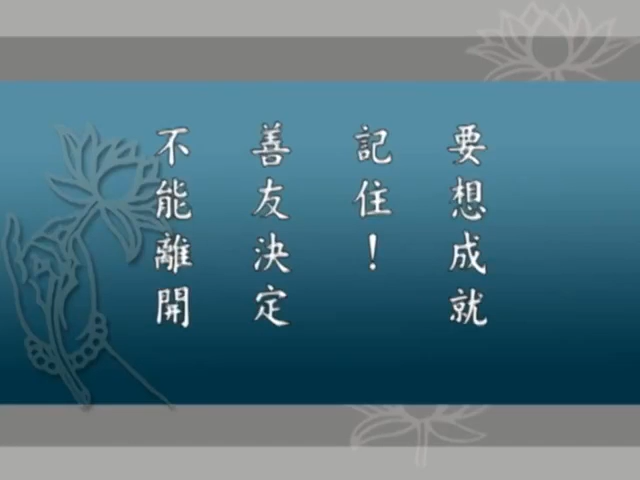 要想成就
記住！
善友決定
不能離開